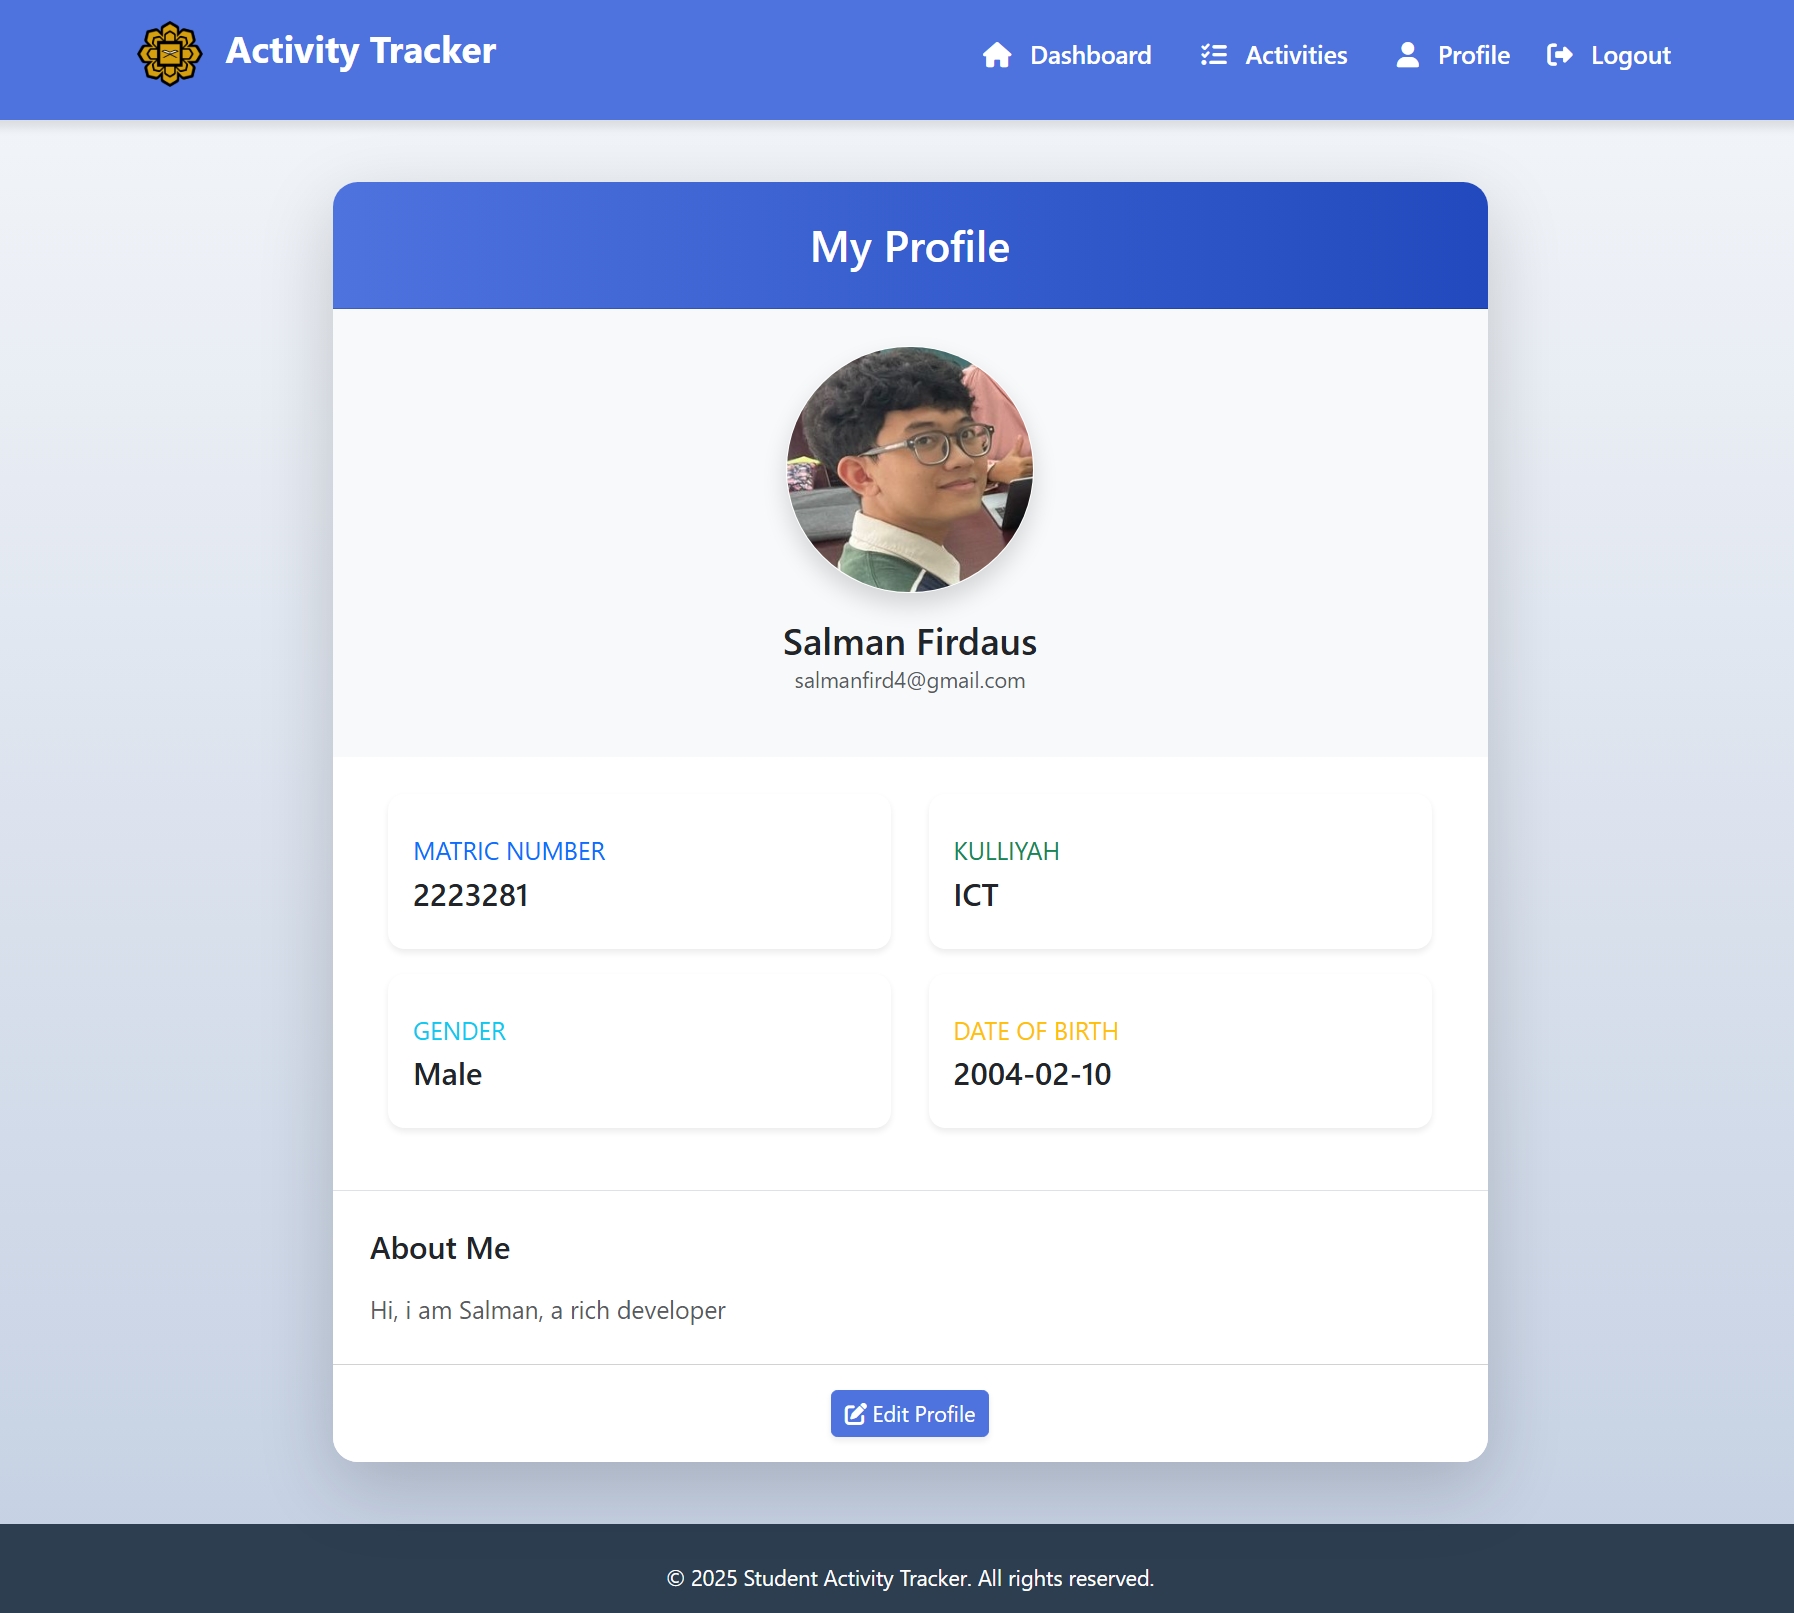 Activity Tracker
Dashboard
Activities
Profile
Logout
My Profile
Salman Firdaus
salmanfird4@gmail.com
MATRIC NUMBER
2223281
KULLIYAH
ICT
GENDER
Male
DATE OF BIRTH
2004-02-10
About Me
Hi, i am Salman, a rich developer
Edit Profile
© 2025 Student Activity Tracker. All rights reserved.